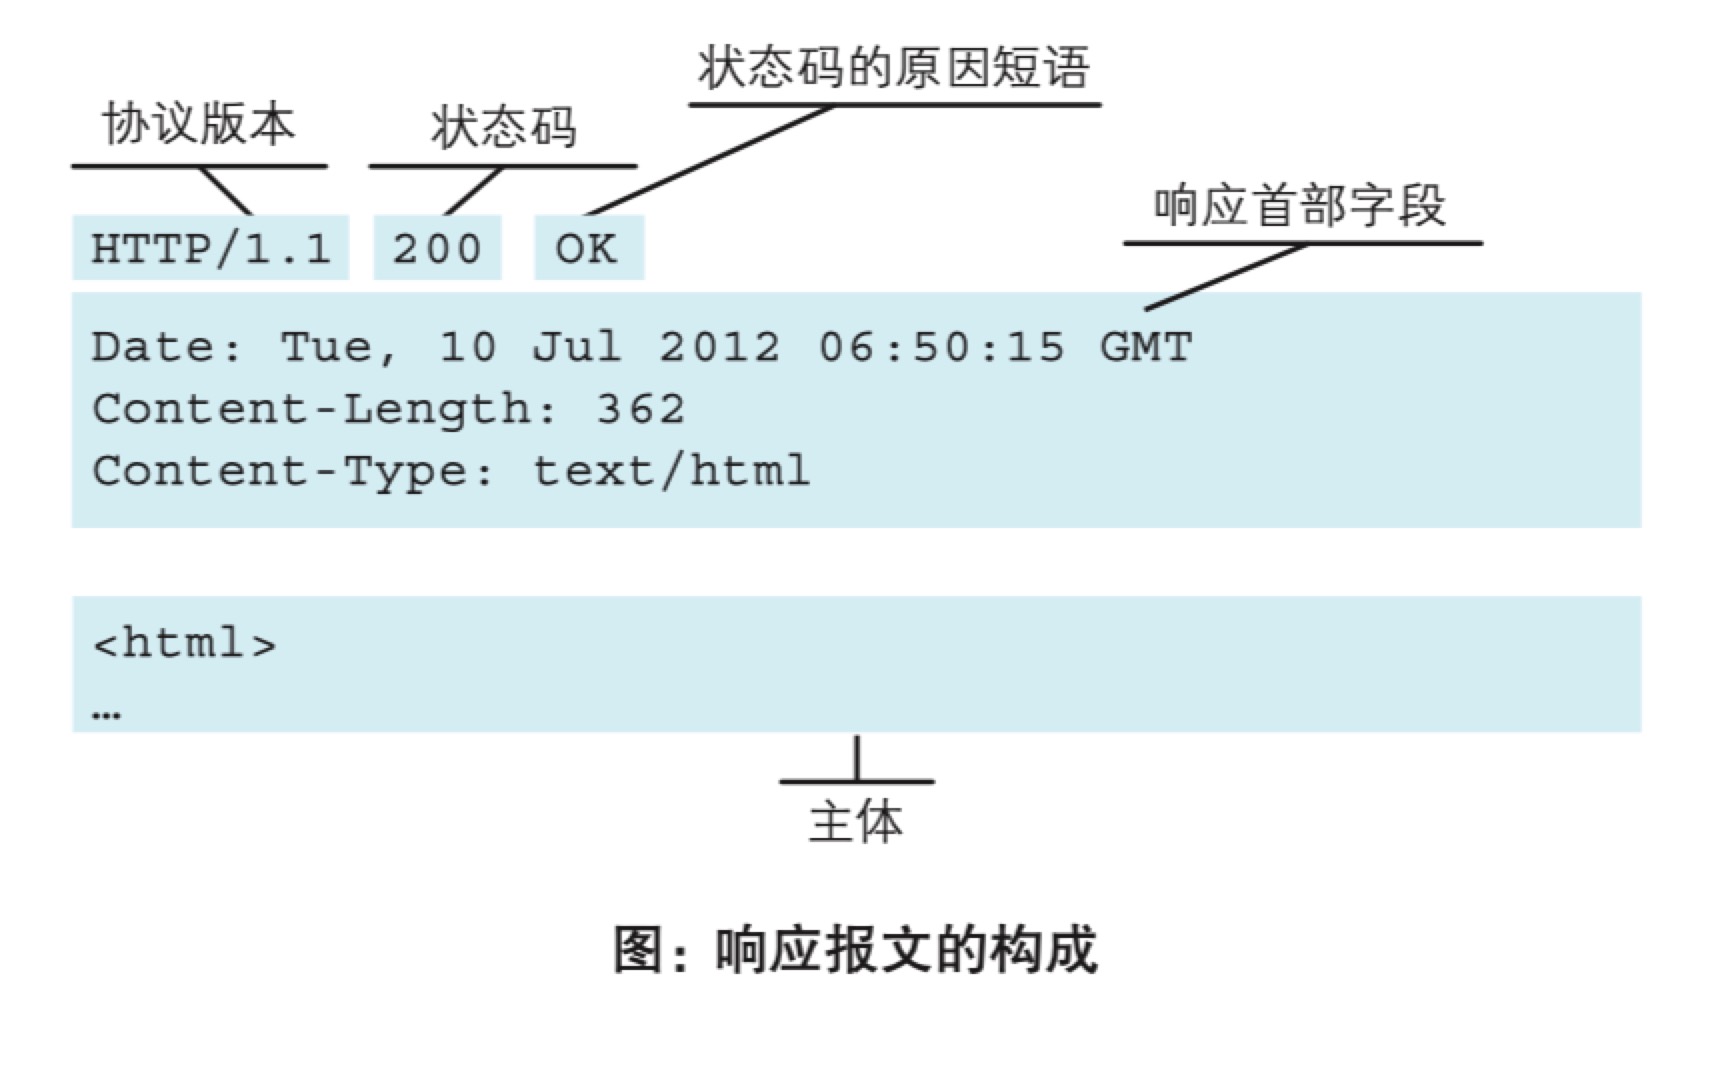 状态码的原因短语
协议版本
状态码
响应首部字段
HTTP/1.1 200 OK
Date: Tue, 10 Jul 2012 06:50:15 GMT
Content-Length: 362
Content-Type: text/html
<html>
…
主体
图：响应报文的构成